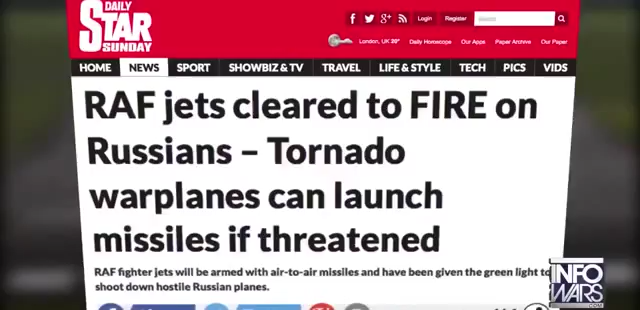 DAILY
STAR
SUNDAY
Login Register Search
London, UK 39° Daily Horoscope Our Apps Paper Archive Our Paper
HOME NEWS SPORT SHOWBIZ & TV TRAVEL LIFE & STYLE TECH PICS VIDS
RAF jets cleared to FIRE on
Russians – Tornado
warplanes can launch
missiles if threatened
RAF fighter jets will be armed with air-to-air missiles and have been given the green light to
shoot down hostile Russian planes.
INFO
WARS
.COM